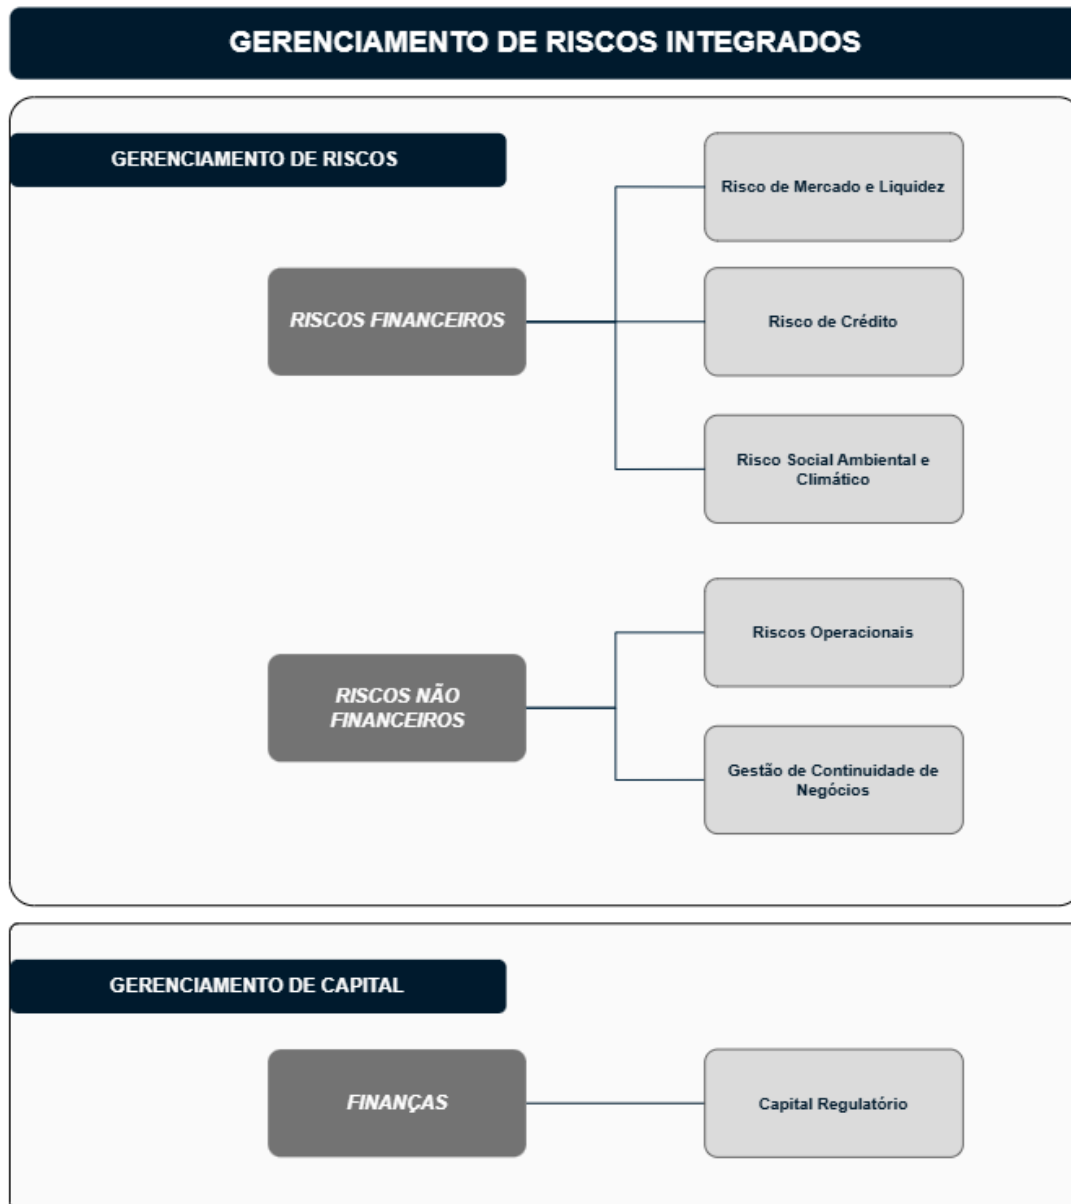 GERENCIAMENTO DE RISCOS INTEGRADOS
GERENCIAMENTO DE RISCOS
Risco de Mercado e Liquidez
RISCOS FINANCEIROS
Risco de Crédito
Risco Social Ambiental e
Climático
Riscos Operacionais
RISCOS NÃO
FINANCEIROS
Gestão de Continuidade de
Negócios
GERENCIAMENTO DE CAPITAL
FINANÇAS
Capital Regulatório